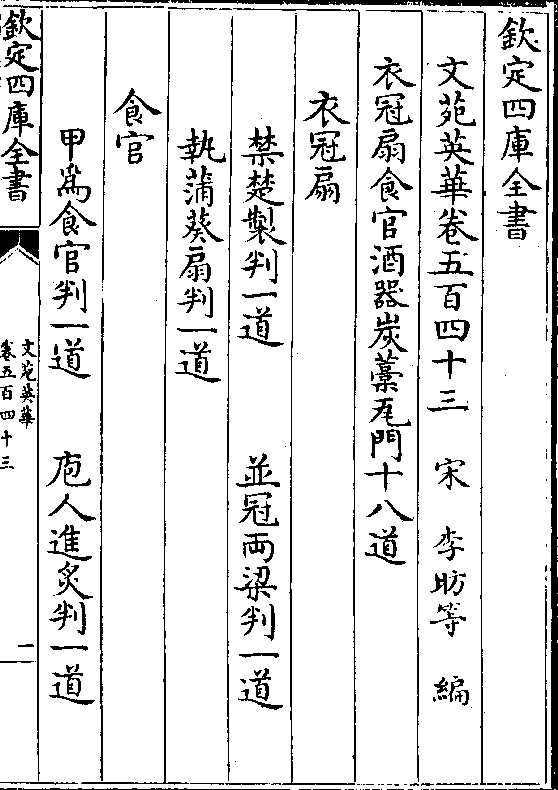 欽定四庫全書
文苑英華卷五百四十三　宋　李昉等　編
衣冠扇食官酒器炭藁瓦門十八道
衣冠扇
禁楚製判一道　並冠兩梁判一道
執蒲葵扇判一道
食官
甲爲食官判一道　庖人進炙判一道
欽定四庫全書
文苑英華
卷五百四十三
一